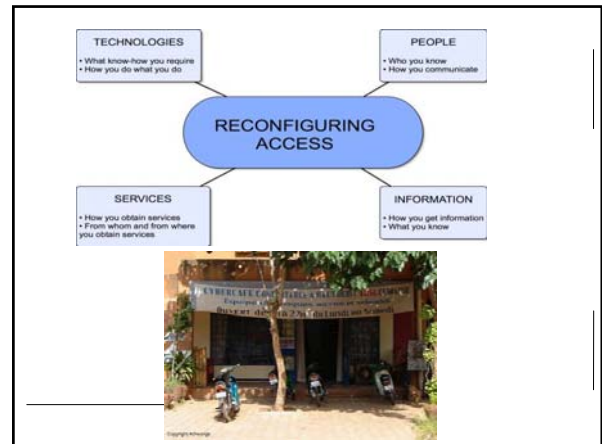 TECHNOLOGIES
• What know-how you require
• How you do what you do
PEOPLE
• Who you know
• How you communicate
RECONFIGURING
ACCESS
SERVICES
• How you obtain services
• From whom and from where
you obtain services
INFORMATION
• How you get information
• What you know
CYBERCAFE